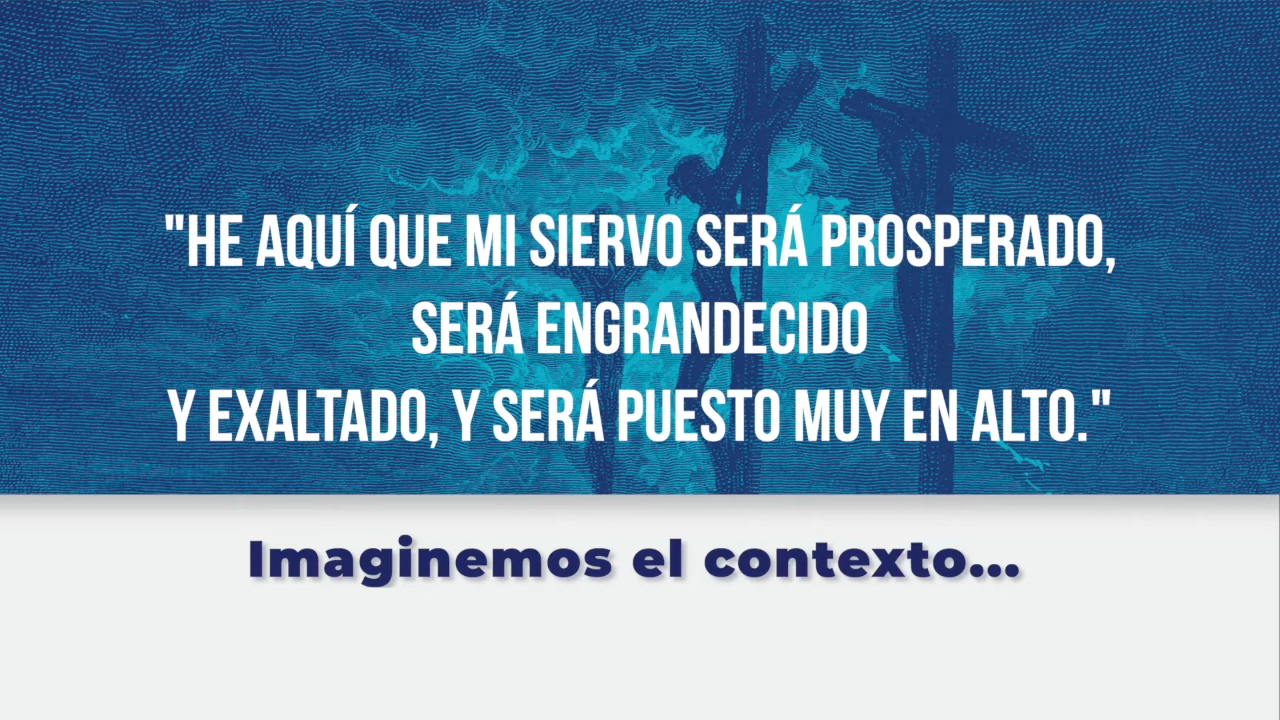 "HE AQUÍ QUE MI SIERVO SERÁ PROSPERADO,
SERÁ ENGRANDECIDO
Y EXALTADO, Y SERÁ PUESTO MUY EN ALTO."
Imaginemos el contexto...